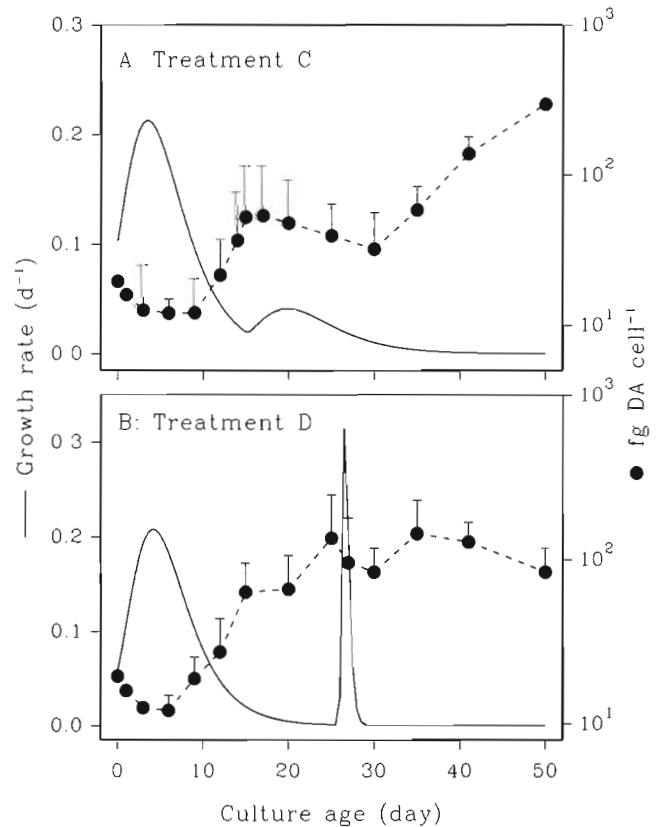 0.3
0.2
0.1
0.0
A Treatment C
10³
10²
10¹
B: Treatment D
0 3
0.2
0.1
0.0
10³
10²
10¹
0 10 20 30 40 50
Culture age (day)
— Growth rate (d⁻¹)
● fg DA cell⁻¹